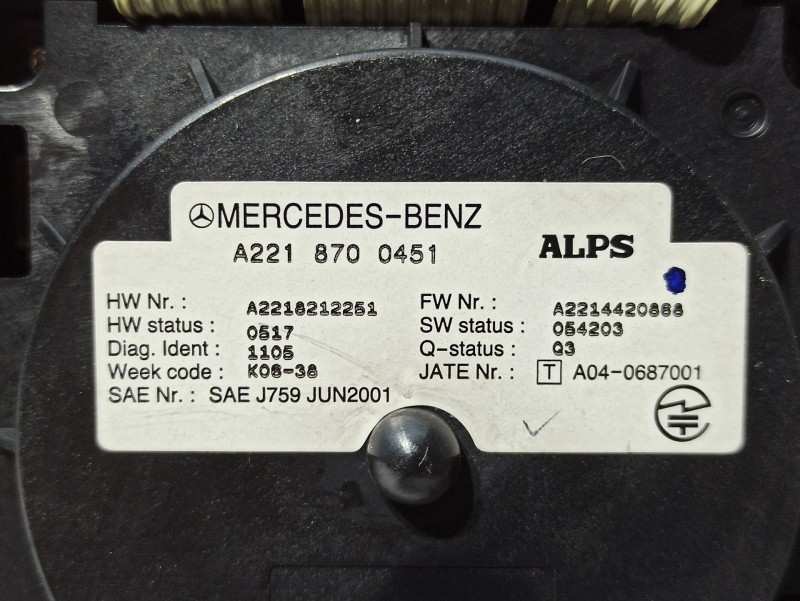 MERCEDES-BENZ
A221 870 0451
ALPS
HW Nr. : A2218212251
HW status : 0517
Diag. Ident : 1105
Week code : K08-38
SAE Nr. : SAE J759 JUN2001
FW Nr. : A2214420888
SW status : 054203
Q-status : Q3
JATE Nr. : T A04-0687001